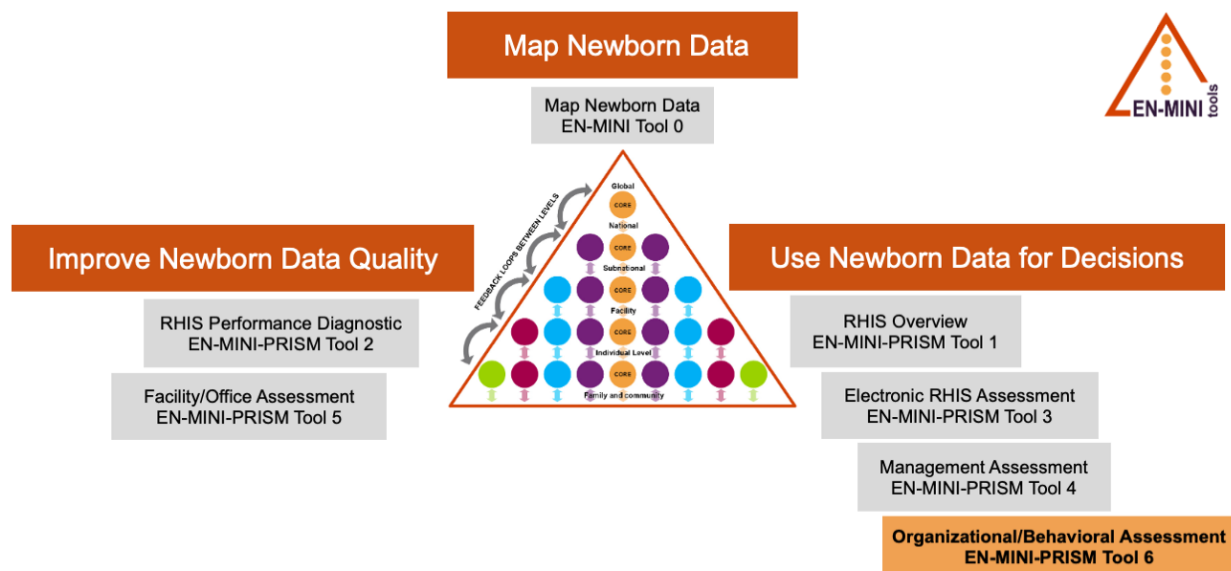 Map Newborn Data
Map Newborn Data
EN-MINI Tool 0
EN-MINI
tools
Improve Newborn Data Quality
RHIS Performance Diagnostic
EN-MINI-PRISM Tool 2
Facility/Office Assessment
EN-MINI-PRISM Tool 5
FEEDBACK LOOPS BETWEEN LEVELS
Global
CORE
National
CORE
Subnational
CORE
Facility
CORE
Individual Level
CORE
Family and community
Use Newborn Data for Decisions
RHIS Overview
EN-MINI-PRISM Tool 1
Electronic RHIS Assessment
EN-MINI-PRISM Tool 3
Management Assessment
EN-MINI-PRISM Tool 4
Organizational/Behavioral Assessment
EN-MINI-PRISM Tool 6